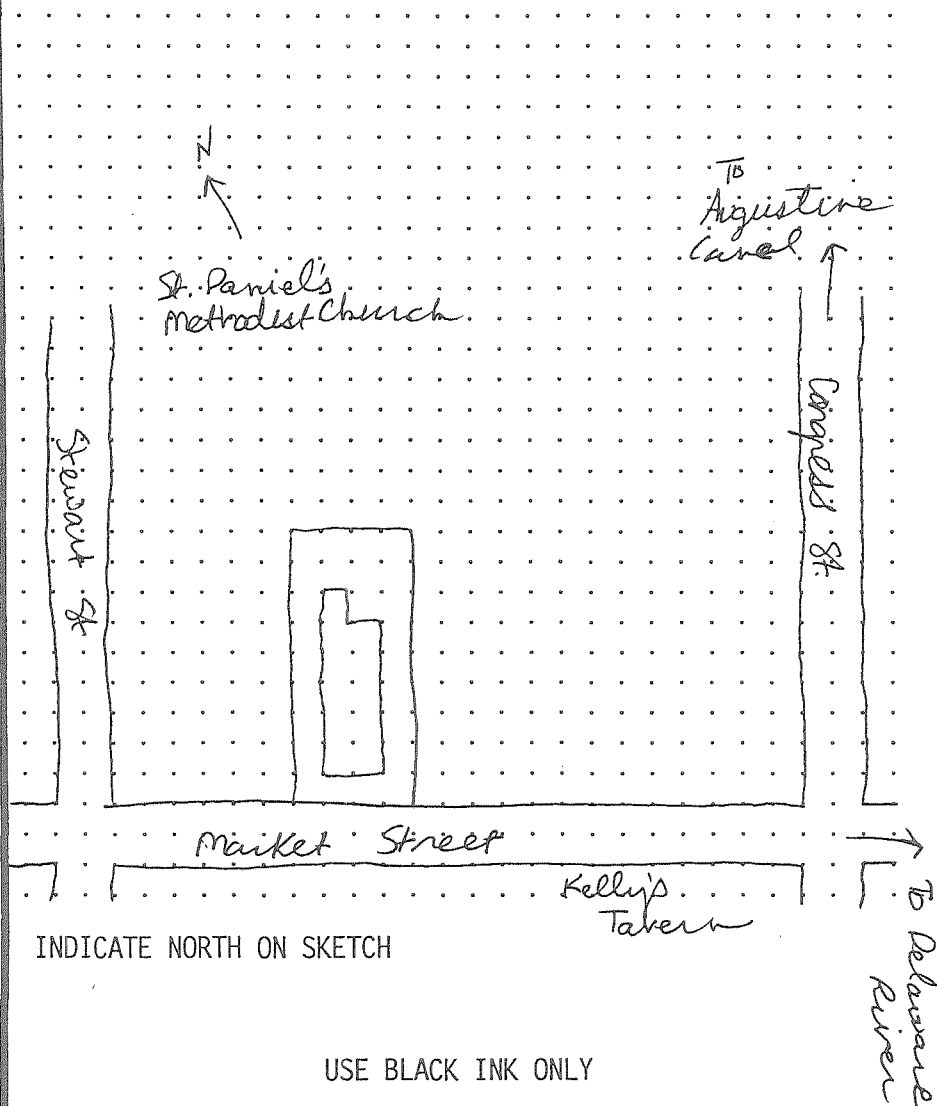 N
To
Augustine
Canal
St. Daniel's
Methodist Church
Stewart St
Congress St.
Market Street
Kelly's
Tavern
To Delaware
River
INDICATE NORTH ON SKETCH
USE BLACK INK ONLY